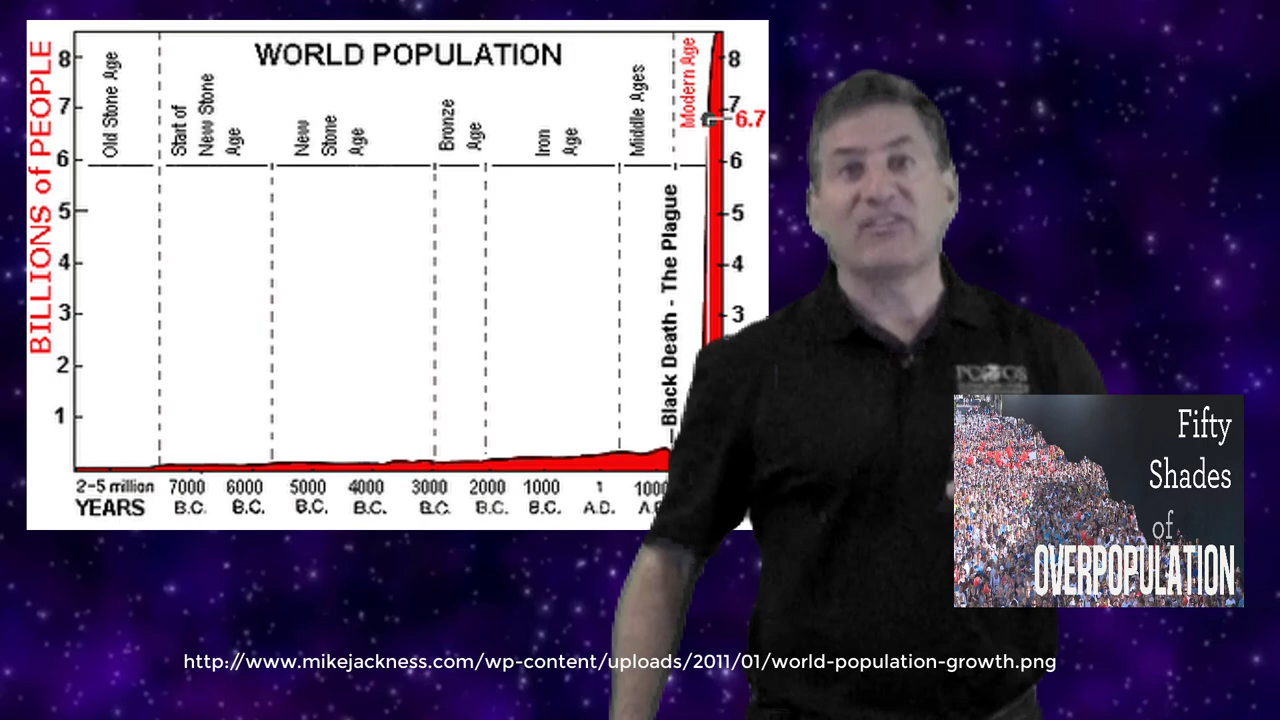 WORLD POPULATION
BILLIONS of PEOPLE
8
7
6
5
4
3
2
1
Old Stone Age
Start of
New Stone
Age
New
Stone
Age
Bronze
Age
Iron
Age
Middle Ages
Modern Age
Black Death - The Plague
8
7
6.7
6
5
4
3
2-5 million 7000 6000 5000 4000 3000 2000 1000 1 1000
YEARS B.C. B.C. B.C. B.C. B.C. B.C. B.C. A.D.
Fifty
Shades
of
OVERPOPULATION
http://www.mikejackness.com/wp-content/uploads/2011/01/world-population-growth.png